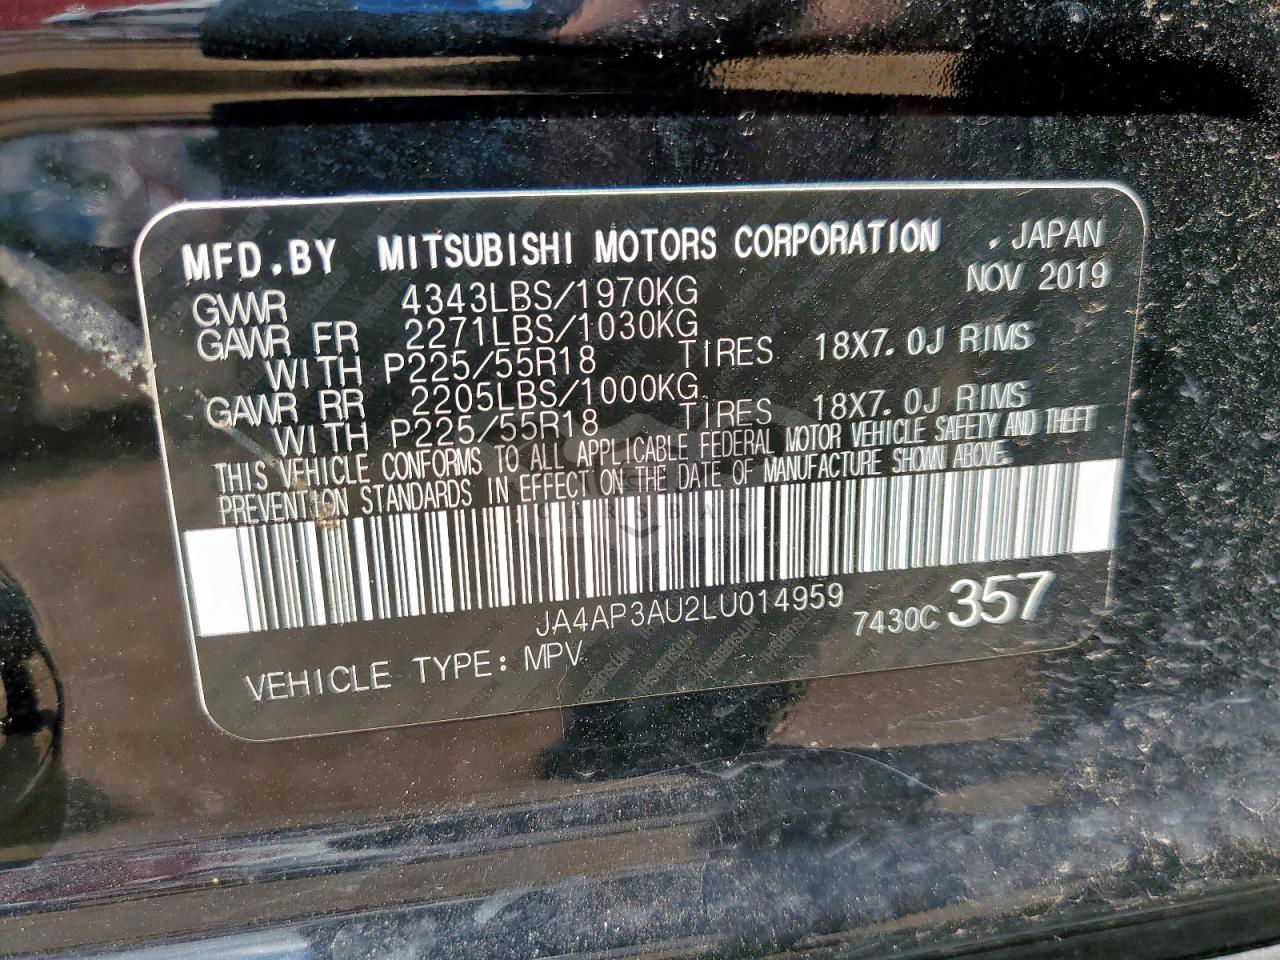 MFD.BY MITSUBISHI MOTORS CORPORATION . JAPAN
GVWR 4343LBS/1970KG NOV 2019
GAWR FR 2271LBS/1030KG
WITH P225/55R18 TIRES 18X7.0J RIMS
GAWR RR 2205LBS/1000KG
WITH P225/55R18 TIRES 18X7.0J RIMS
THIS VEHICLE CONFORMS TO ALL APPLICABLE FEDERAL MOTOR VEHICLE SAFETY AND THEFT
PREVENTION STANDARDS IN EFFECT ON THE DATE OF MANUFACTURE SHOWN ABOVE.
JA4AP3AU2LU014959 7430C 357
VEHICLE TYPE: MPV